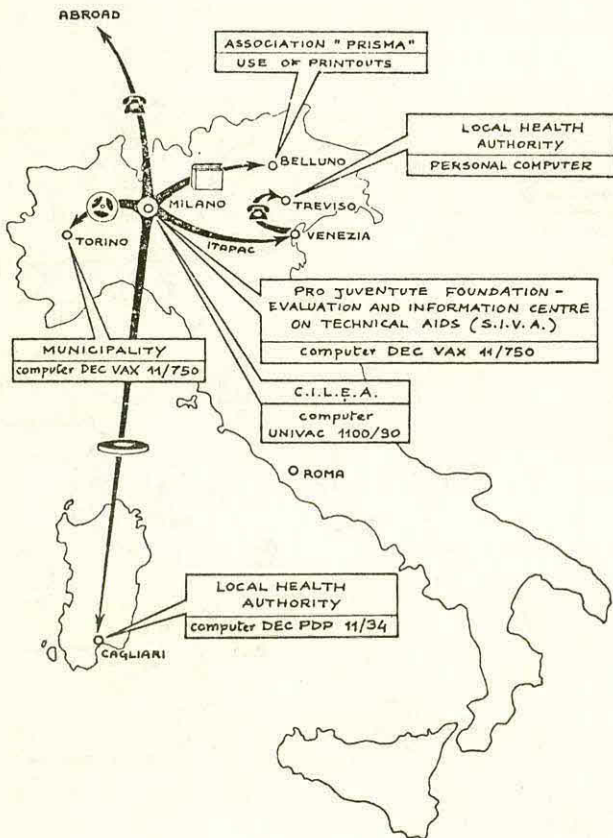 ABROAD
ASSOCIATION "PRISMA"
USE OF PRINTOUTS
LOCAL HEALTH
AUTHORITY
PERSONAL COMPUTER
BELLUNO
MILANO
TREVISO
TORINO
ITAPAC
VENEZIA
PRO JUVENTUTE FOUNDATION-
EVALUATION AND INFORMATION CENTRE
ON TECHNICAL AIDS (S.I.V.A.)
computer DEC VAX 11/750
MUNICIPALITY
computer DEC VAX 11/750
C.I.L.E.A.
computer
UNIVAC 1100/90
ROMA
LOCAL HEALTH
AUTHORITY
computer DEC PDP 11/34
CAGLIARI